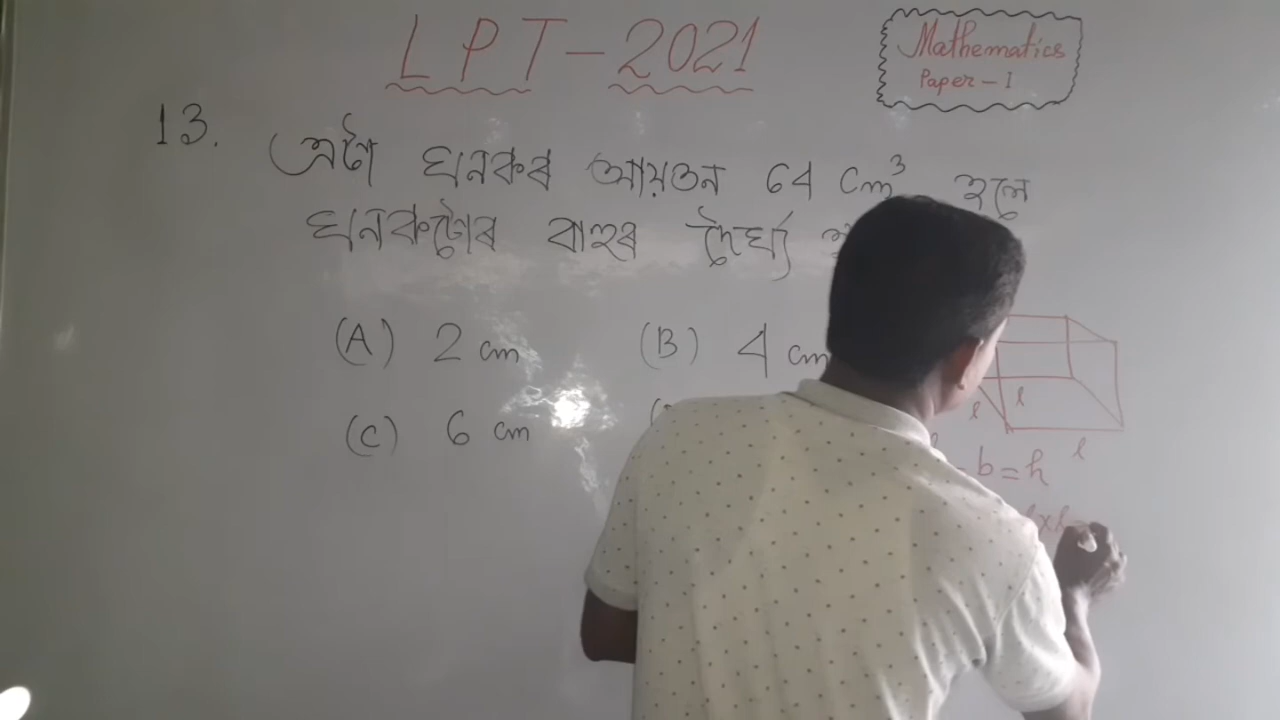 LPT-2021
Mathematics
Paper-I
13. এটা ঘনকৰ আয়তন 64 cm³ হলে
ঘনকটোৰ বাহুৰ দৈৰ্ঘ্য
(A) 2 cm (B) 4 cm
(C) 6 cm
l l
l
b=h